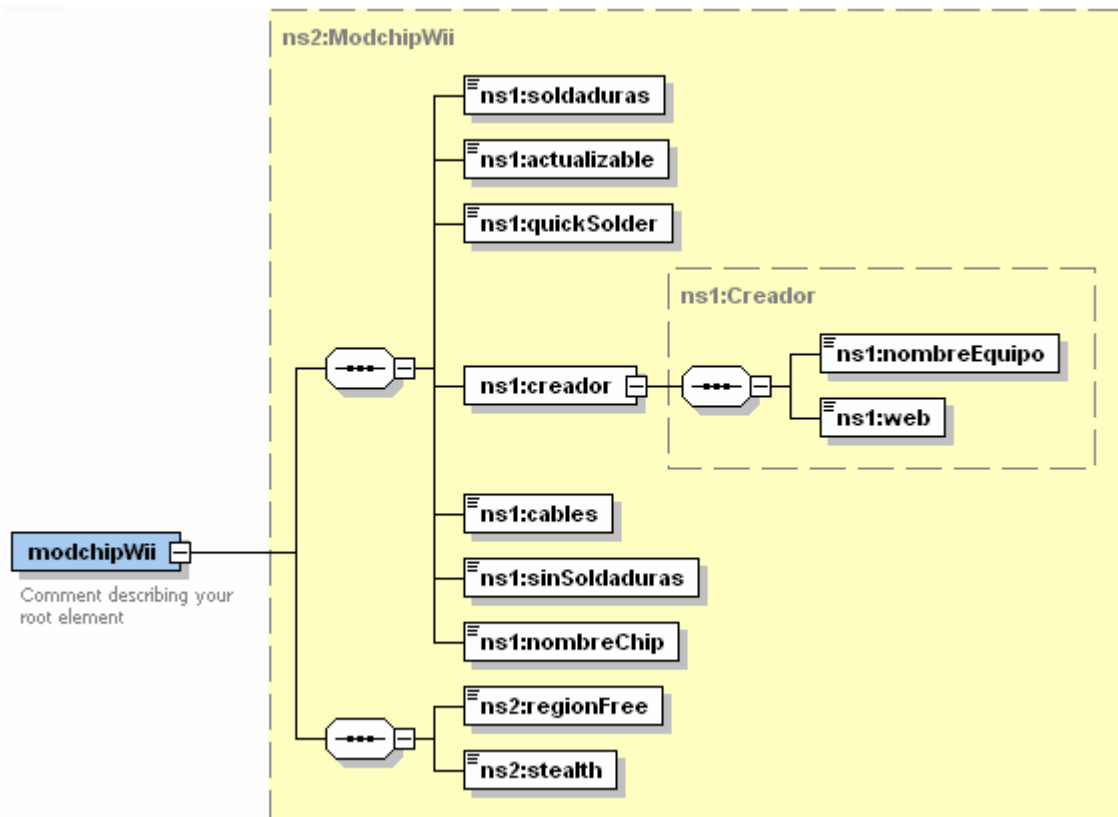 ns2:ModchipWii
ns1:soldaduras
ns1:actualizable
ns1:quickSolder
ns1:Creador
ns1:nombreEquipo
ns1:creador
ns1:web
ns1:cables
modchipWii
ns1:sinSoldaduras
Comment describing your
root element
ns1:nombreChip
ns2:regionFree
ns2:stealth